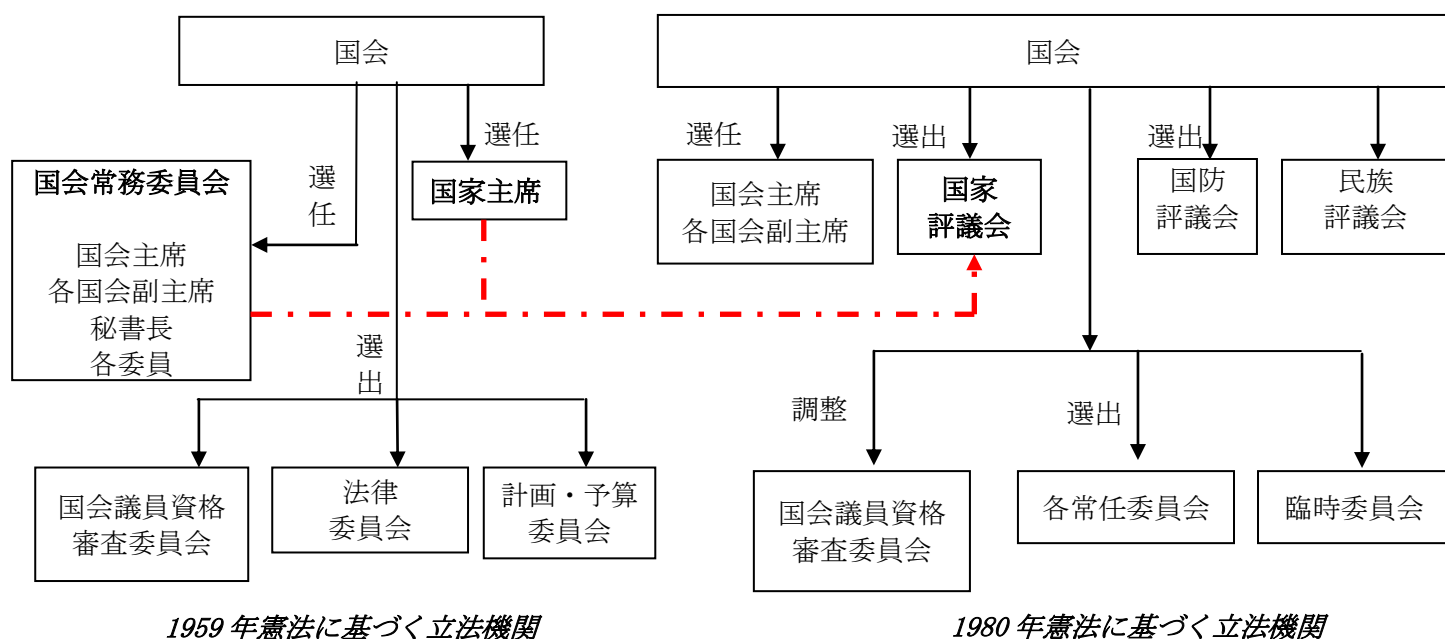 国会
選任
選任
国会常務委員会
国会主席
各国会副主席
秘書長
各委員
国家主席
選出
国会議員資格
審査委員会
法律
委員会
計画・予算
委員会
1959 年憲法に基づく立法機関
国会
選任
選出
選出
国会主席
各国会副主席
国家
評議会
国防
評議会
民族
評議会
調整
選出
国会議員資格
審査委員会
各常任委員会
臨時委員会
1980 年憲法に基づく立法機関